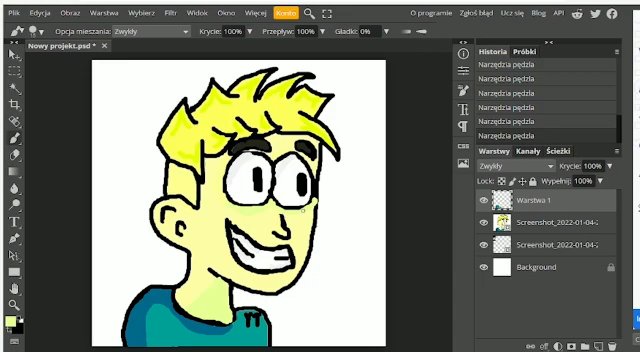 Plik Edycja Obraz Warstwa Wybierz Filtr Widok Okno Więcej Konto O programie Zgłoś błąd Ucz się Blog API
15 Opcja mieszania: Zwykły Krycie: 100% Przepływ: 100% Gładki: 0%
Nowy projekt.psd *
Historia Próbki
Narzędzia pędzla
Narzędzia pędzla
Narzędzia pędzla
Narzędzia pędzla
Narzędzia pędzla
Narzędzia pędzla
CSS
Warstwy Kanały Ścieżki
Zwykły Krycie: 100%
Lock: Wypełnij: 100%
Warstwa 1
Screenshot_2022-01-04-
Screenshot_2022-01-04-
Background
eff